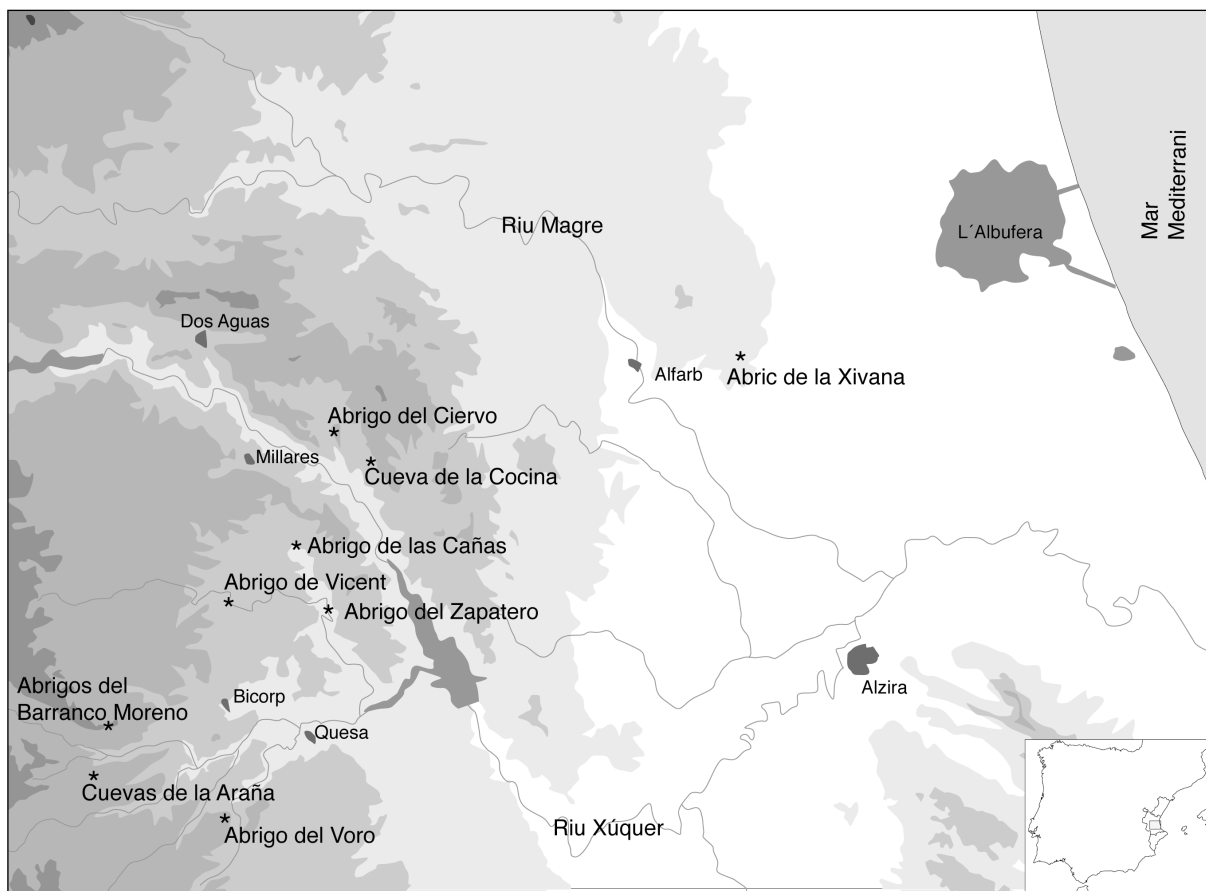 Riu Magre
L´Albufera
Mar
Mediterrani
Dos Aguas
Alfarb
* Abric de la Xivana
Abrigo del Ciervo
*
Millares
*
Cueva de la Cocina
* Abrigo de las Cañas
Abrigo de Vicent
*
* Abrigo del Zapatero
Alzira
Abrigos del
Barranco Moreno
*
Bicorp
Quesa
*
Cuevas de la Araña
*
Abrigo del Voro
Riu Xúquer